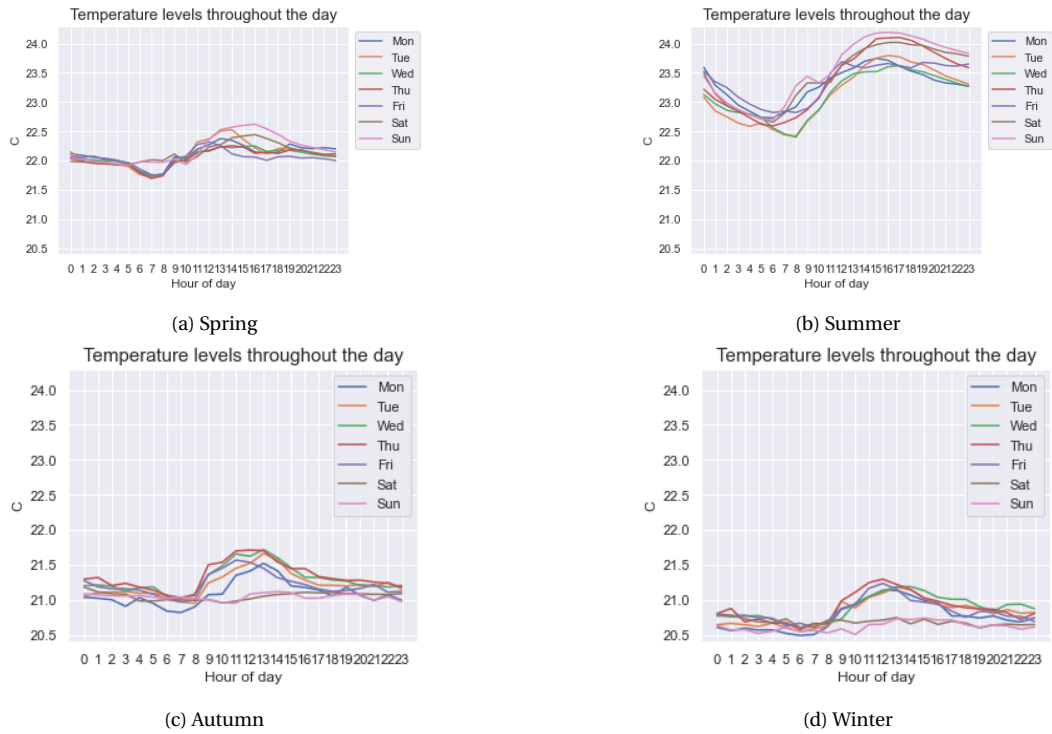 Temperature levels throughout the day
24.0
23.5
23.0
22.5
22.0
21.5
21.0
20.5
C
0 1 2 3 4 5 6 7 8 9 10 11 12 13 14 15 16 17 18 19 20 21 22 23
Hour of day
Mon
Tue
Wed
Thu
Fri
Sat
Sun
(a) Spring
Temperature levels throughout the day
24.0
23.5
23.0
22.5
22.0
21.5
21.0
20.5
C
0 1 2 3 4 5 6 7 8 9 10 11 12 13 14 15 16 17 18 19 20 21 22 23
Hour of day
Mon
Tue
Wed
Thu
Fri
Sat
Sun
(b) Summer
Temperature levels throughout the day
24.0
23.5
23.0
22.5
22.0
21.5
21.0
20.5
C
0 1 2 3 4 5 6 7 8 9 10 11 12 13 14 15 16 17 18 19 20 21 22 23
Hour of day
Mon
Tue
Wed
Thu
Fri
Sat
Sun
(c) Autumn
Temperature levels throughout the day
24.0
23.5
23.0
22.5
22.0
21.5
21.0
20.5
C
0 1 2 3 4 5 6 7 8 9 10 11 12 13 14 15 16 17 18 19 20 21 22 23
Hour of day
Mon
Tue
Wed
Thu
Fri
Sat
Sun
(d) Winter